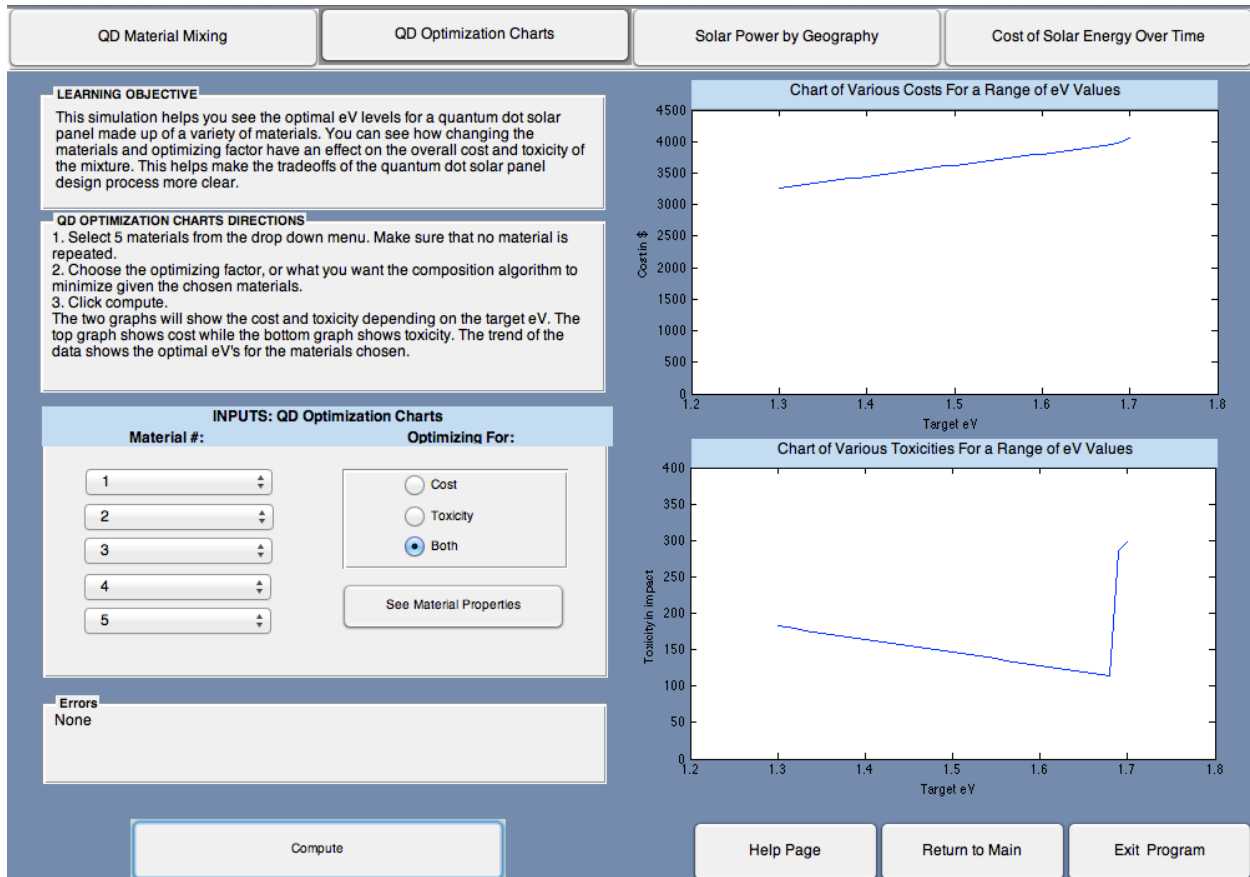 QD Material Mixing
QD Optimization Charts
Solar Power by Geography
Cost of Solar Energy Over Time
LEARNING OBJECTIVE
This simulation helps you see the optimal eV levels for a quantum dot solar
panel made up of a variety of materials. You can see how changing the
materials and optimizing factor have an effect on the overall cost and toxicity of
the mixture. This helps make the tradeoffs of the quantum dot solar panel
design process more clear.
QD OPTIMIZATION CHARTS DIRECTIONS
1. Select 5 materials from the drop down menu. Make sure that no material is
repeated.
2. Choose the optimizing factor, or what you want the composition algorithm to
minimize given the chosen materials.
3. Click compute.
The two graphs will show the cost and toxicity depending on the target eV. The
top graph shows cost while the bottom graph shows toxicity. The trend of the
data shows the optimal eV's for the materials chosen.
INPUTS: QD Optimization Charts
Material #:
Optimizing For:
1
2
3
4
5
Cost
Toxicity
Both
See Material Properties
Errors
None
Compute
Chart of Various Costs For a Range of eV Values
4500
4000
3500
3000
2500
2000
1500
1000
500
0
Cost in $
1.2 1.3 1.4 1.5 1.6 1.7 1.8
Target eV
Chart of Various Toxicities For a Range of eV Values
400
350
300
250
200
150
100
50
0
Toxicity in impact
1.2 1.3 1.4 1.5 1.6 1.7 1.8
Target eV
Help Page
Return to Main
Exit Program